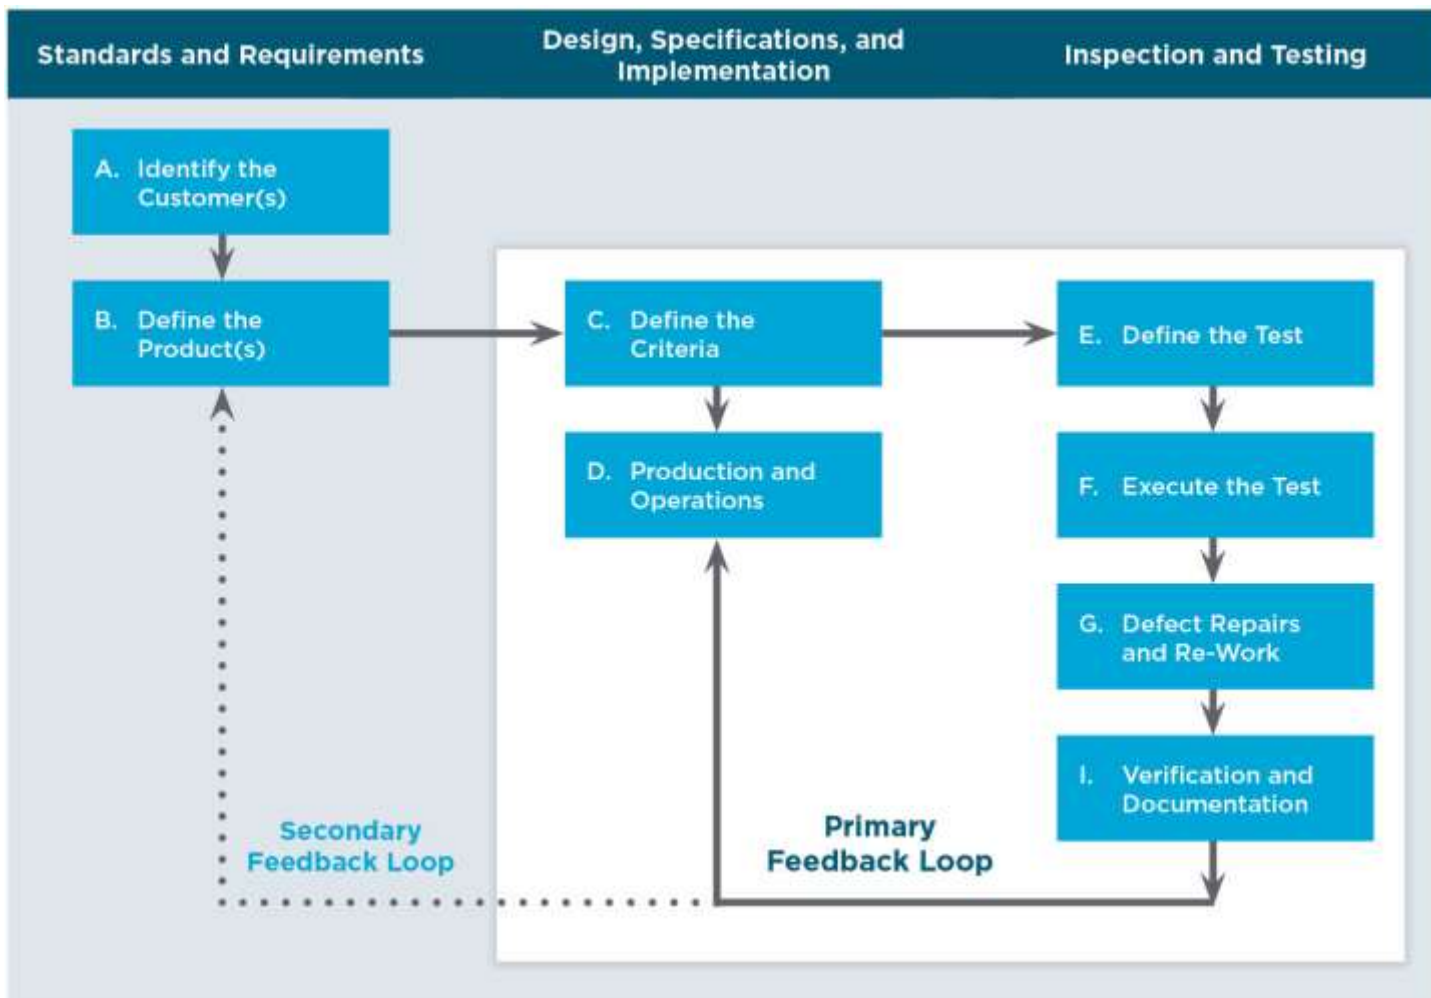 Standards and Requirements
Design, Specifications, and
Implementation
Inspection and Testing
A. Identify the
Customer(s)
B. Define the
Product(s)
C. Define the
Criteria
D. Production and
Operations
E. Define the Test
F. Execute the Test
G. Defect Repairs
and Re-Work
I. Verification and
Documentation
Secondary
Feedback Loop
Primary
Feedback Loop